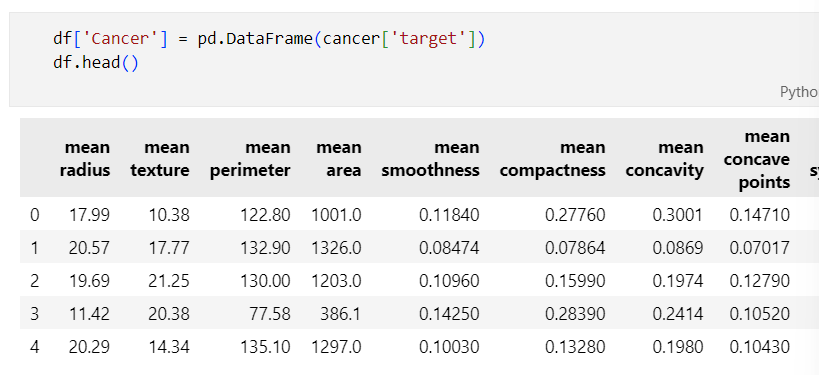 df['Cancer'] = pd.DataFrame(cancer['target'])
df.head()
Pytho
mean radius mean texture mean perimeter mean area mean smoothness mean compactness mean concavity mean concave points
0 17.99 10.38 122.80 1001.0 0.11840 0.27760 0.3001 0.14710
1 20.57 17.77 132.90 1326.0 0.08474 0.07864 0.0869 0.07017
2 19.69 21.25 130.00 1203.0 0.10960 0.15990 0.1974 0.12790
3 11.42 20.38 77.58 386.1 0.14250 0.28390 0.2414 0.10520
4 20.29 14.34 135.10 1297.0 0.10030 0.13280 0.1980 0.10430